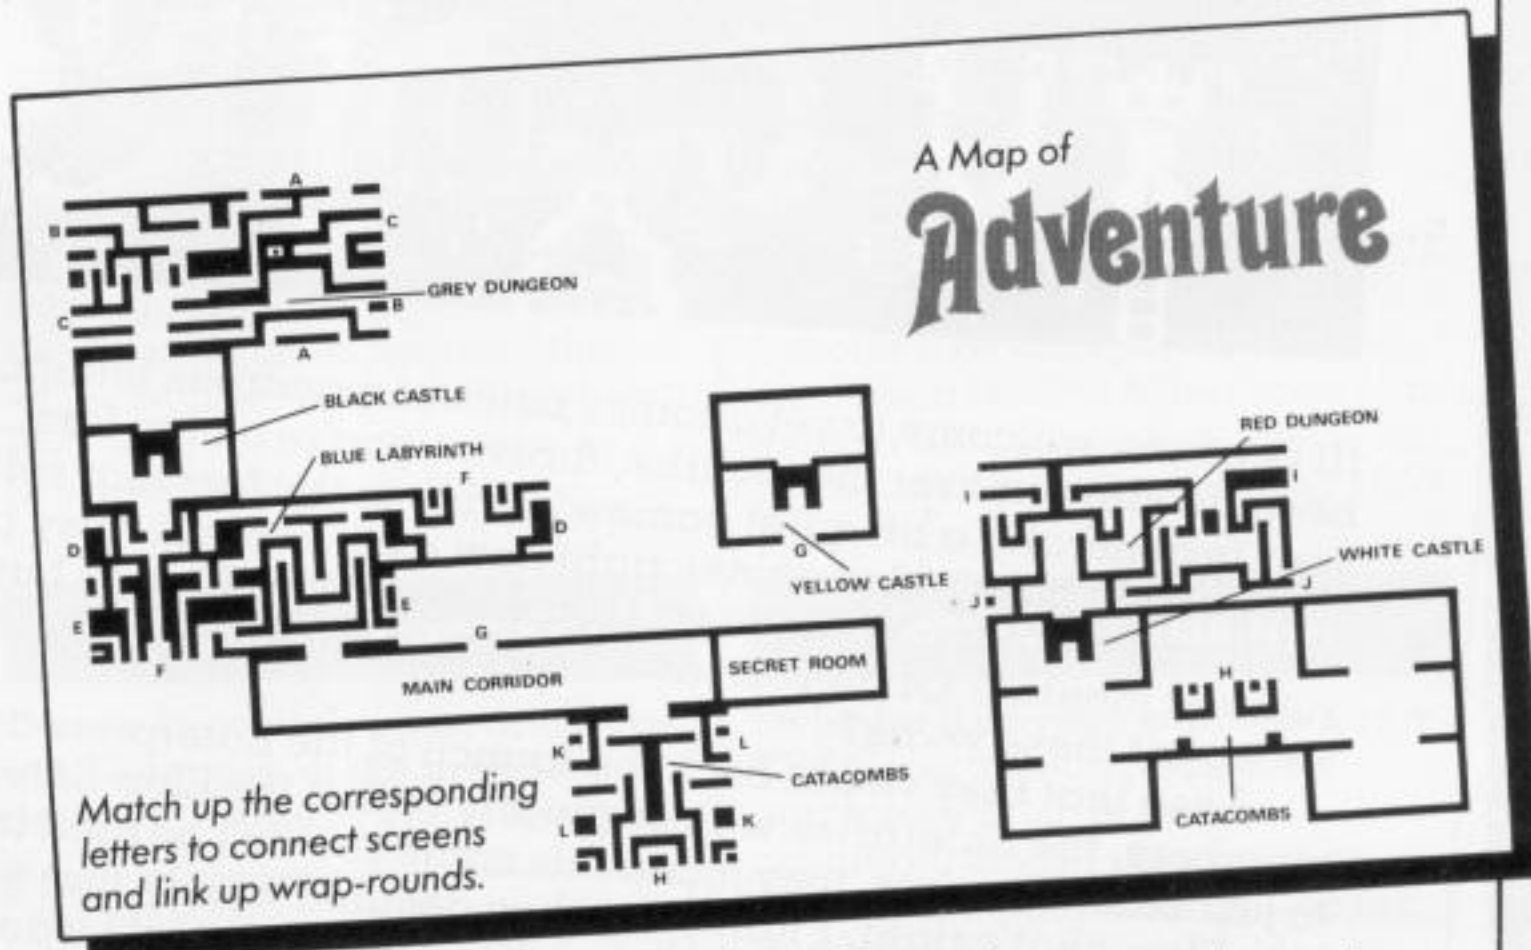 A Map of
Adventure
A
B
C
GREY DUNGEON
B
C
A
BLACK CASTLE
BLUE LABYRINTH
F
D
D
E
E
F
G
YELLOW CASTLE
G
MAIN CORRIDOR
SECRET ROOM
K
L
CATACOMBS
L
K
H
RED DUNGEON
I
I
WHITE CASTLE
J
J
H
CATACOMBS
Match up the corresponding
letters to connect screens
and link up wrap-rounds.